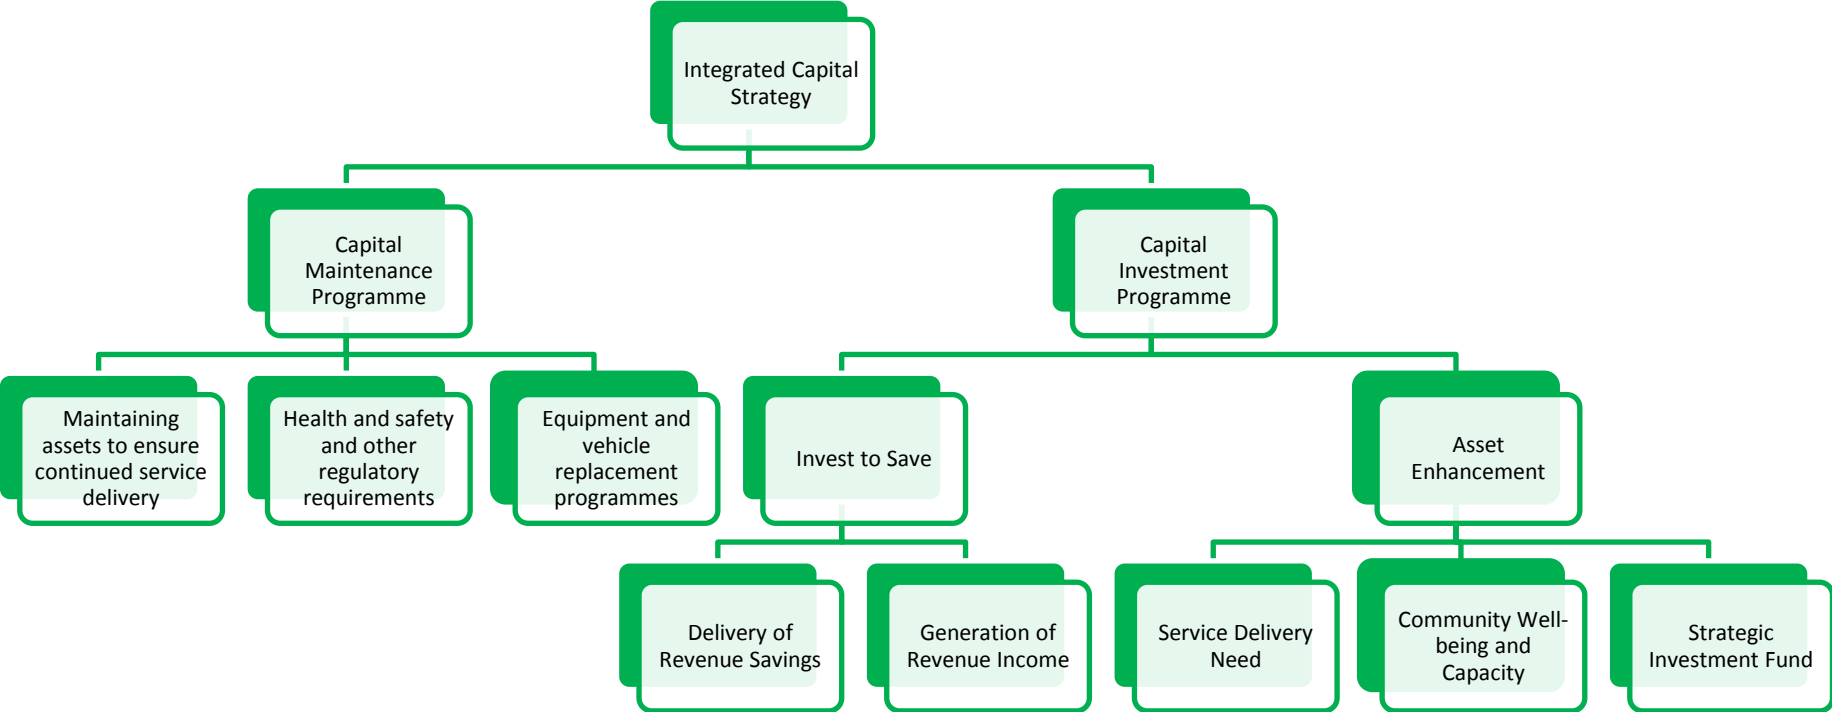 Integrated Capital
Strategy
Capital
Maintenance
Programme
Capital
Investment
Programme
Maintaining
assets to ensure
continued service
delivery
Health and safety
and other
regulatory
requirements
Equipment and
vehicle
replacement
programmes
Invest to Save
Asset
Enhancement
Delivery of
Revenue Savings
Generation of
Revenue Income
Service Delivery
Need
Community Well-
being and
Capacity
Strategic
Investment Fund